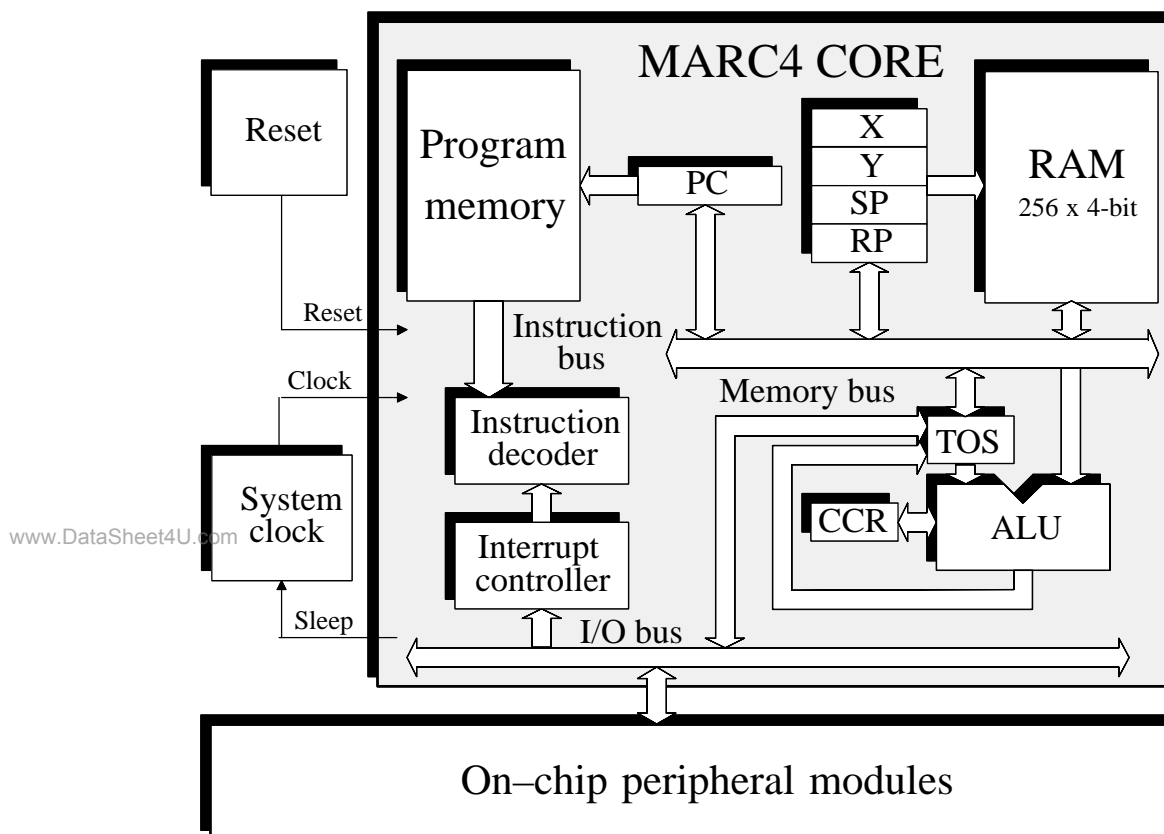 MARC4 CORE
Reset
Program
memory
PC
X
Y
SP
RP
RAM
256 x 4-bit
Reset
Instruction
bus
Clock
Memory bus
Instruction
decoder
TOS
System
clock
www.DataSheet4U.com
Interrupt
controller
CCR
ALU
Sleep
I/O bus
On–chip peripheral modules